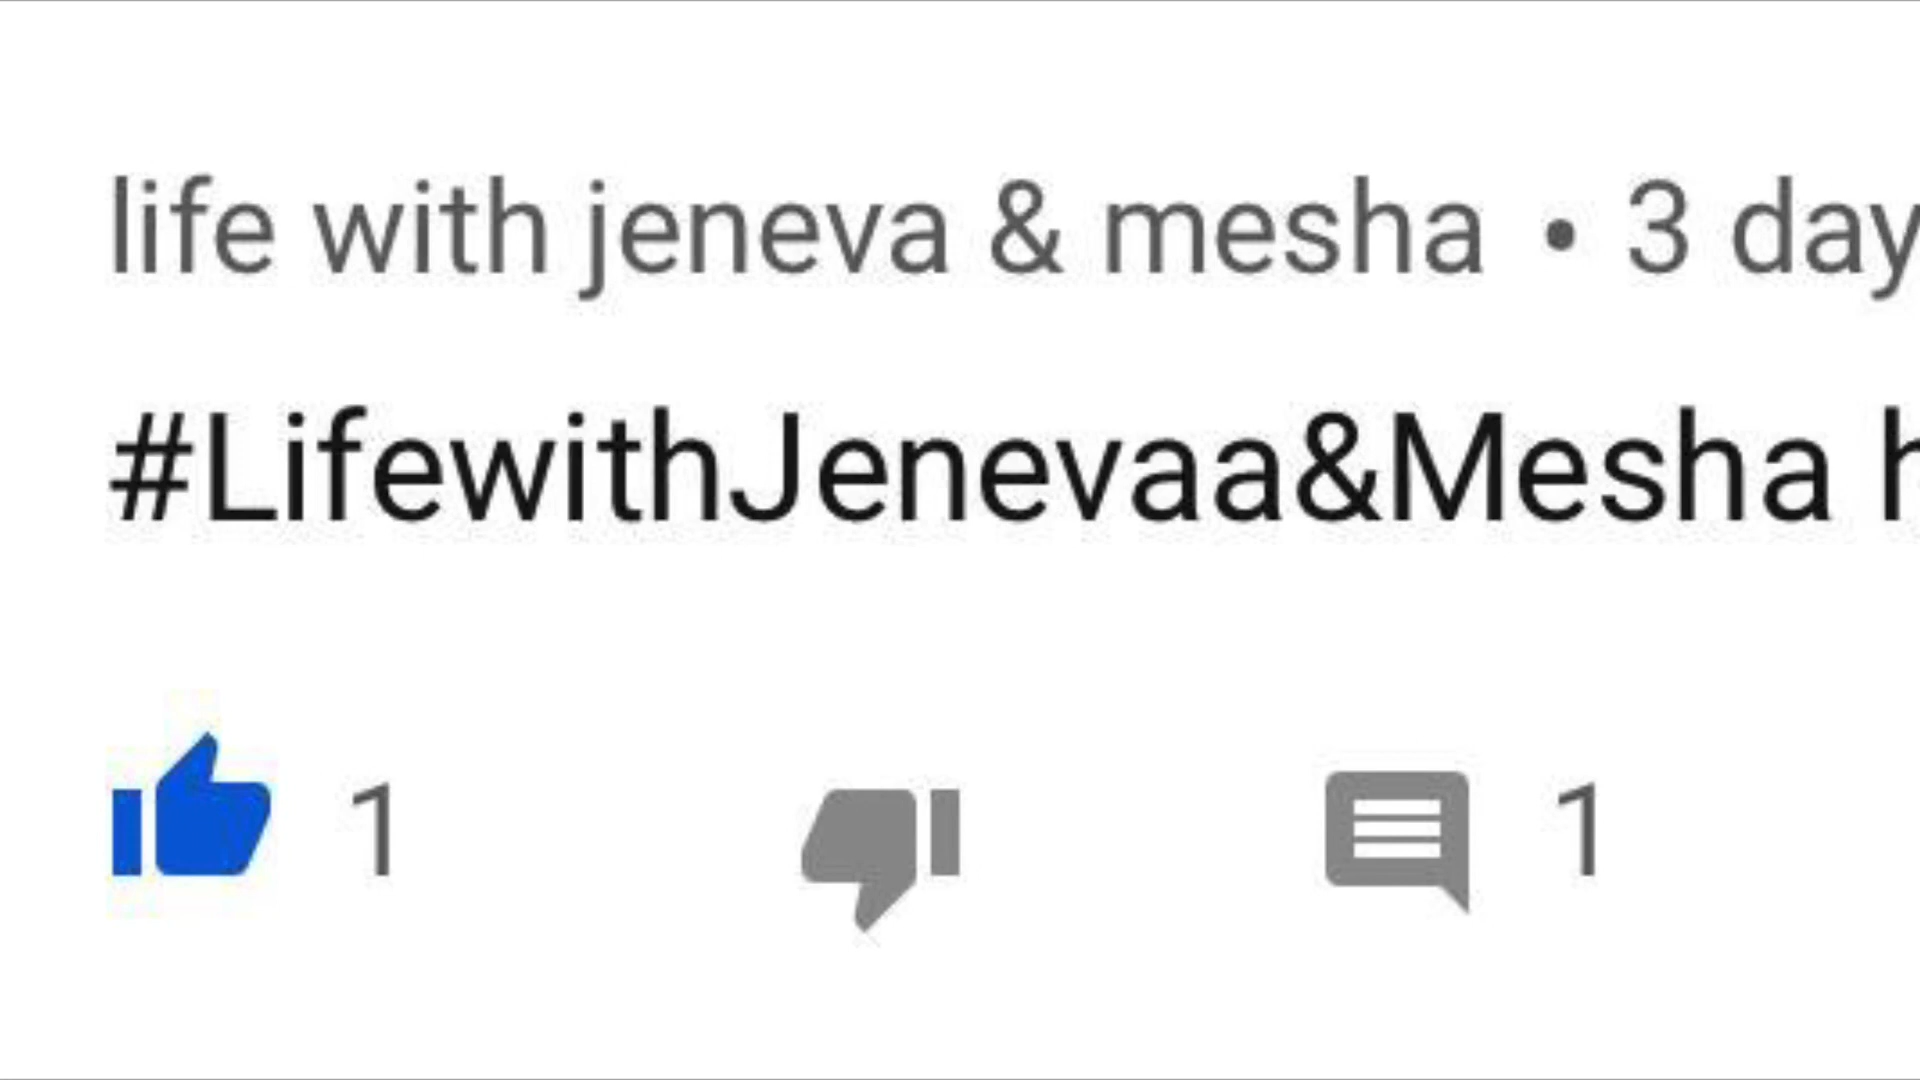 life with jeneva & mesha • 3 day
#LifewithJenevaa&Mesha
1 1